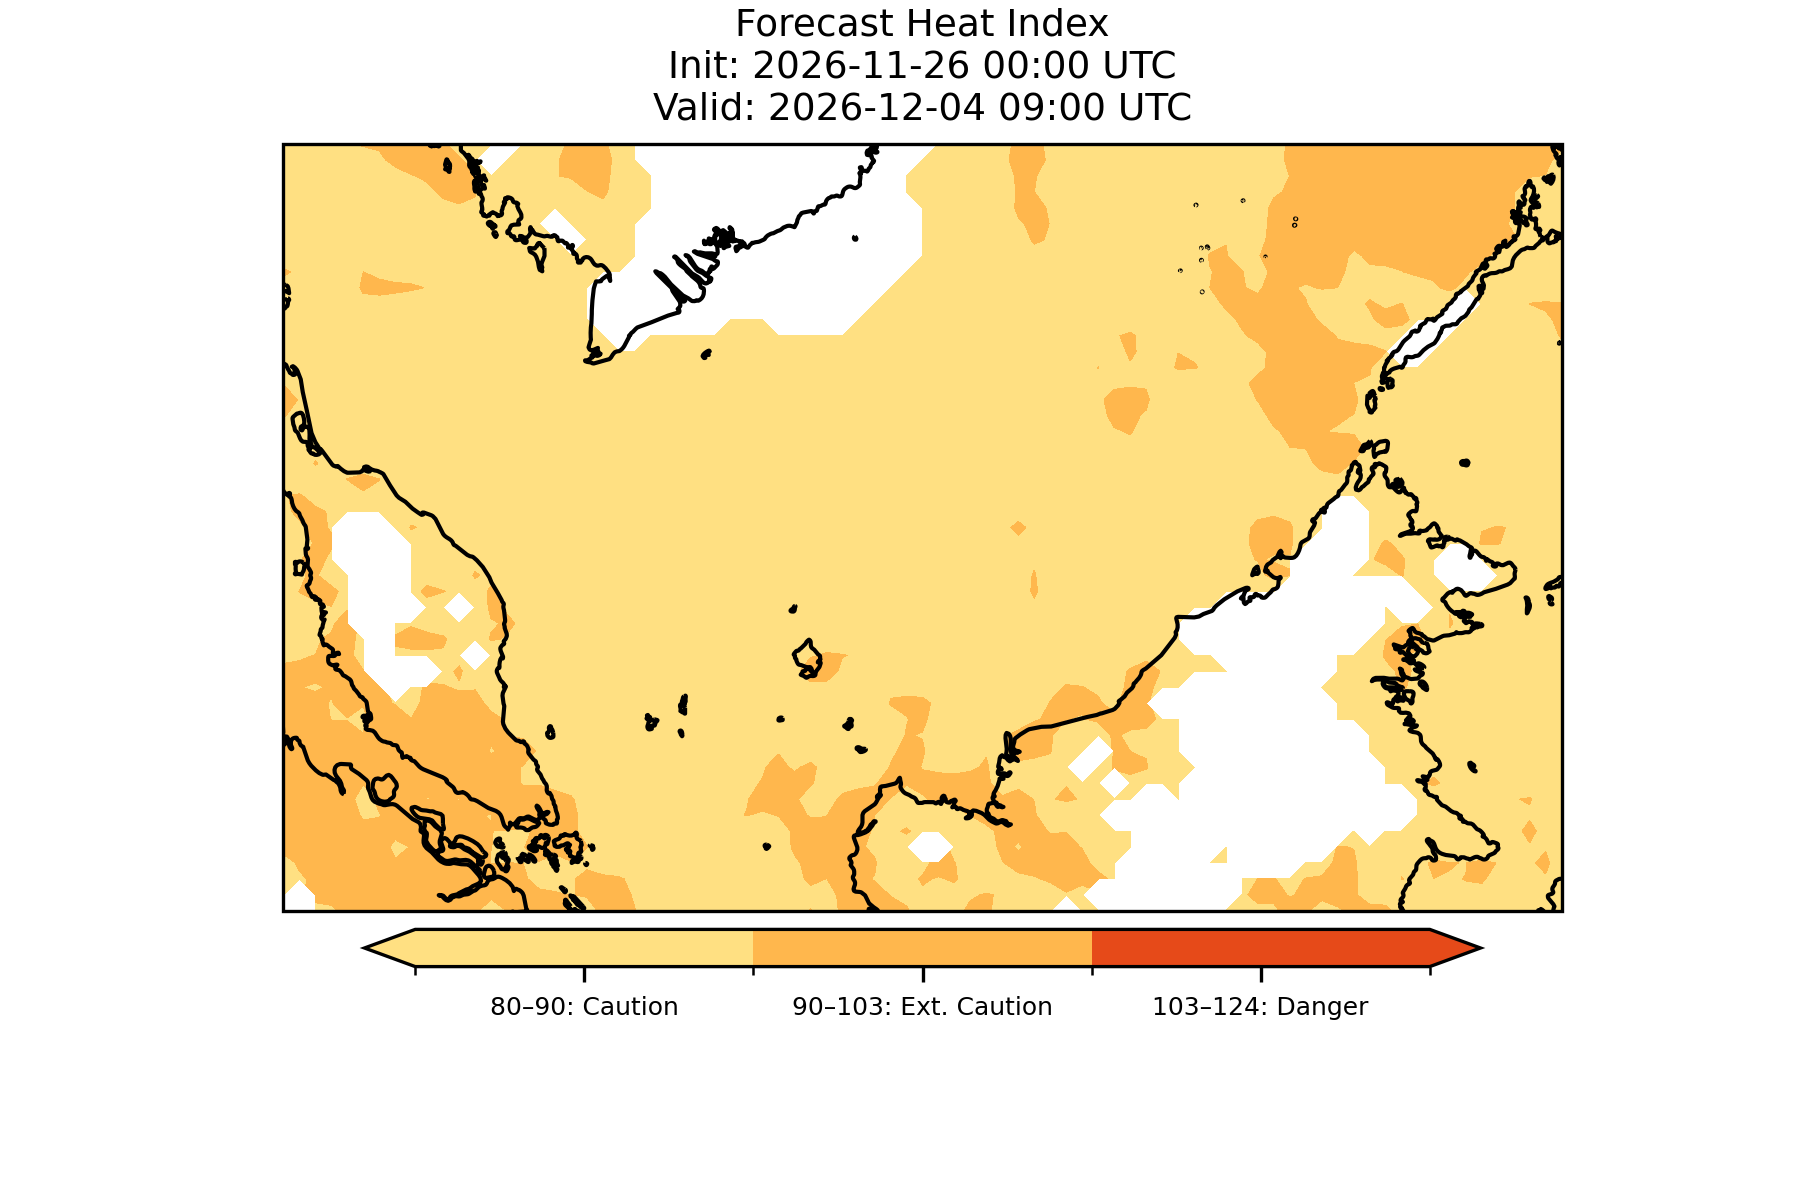 Forecast Heat Index
Init: 2026-11-26 00:00 UTC
Valid: 2026-12-04 09:00 UTC
80–90: Caution
90–103: Ext. Caution
103–124: Danger